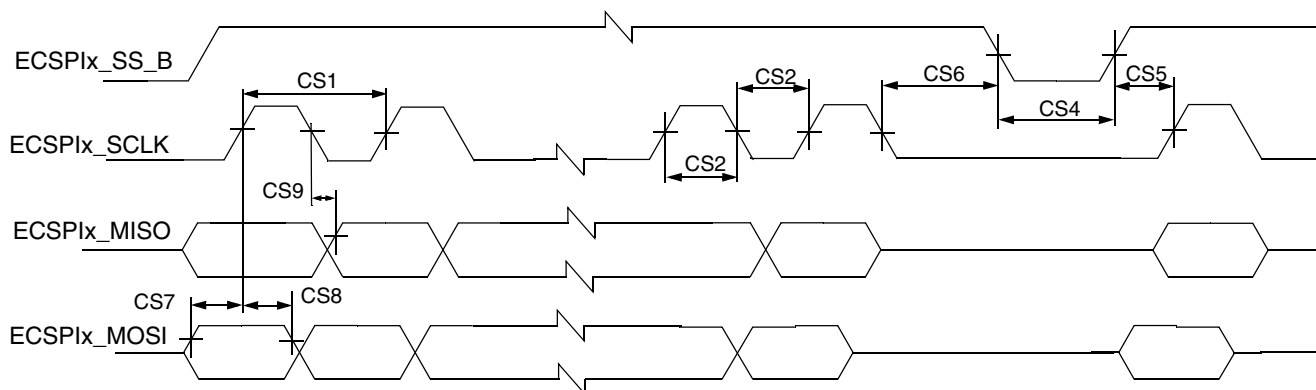 ECSPIx_SS_B
CS1
CS2
CS6
CS5
CS4
ECSPIx_SCLK
CS2
CS9
ECSPIx_MISO
CS7
CS8
ECSPIx_MOSI